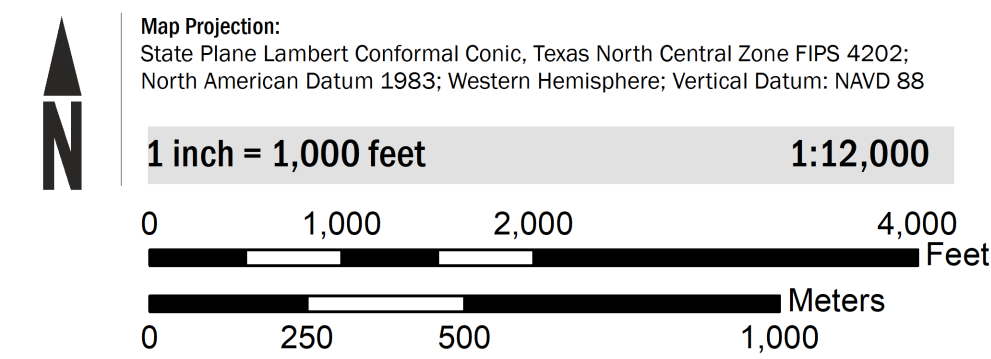 N
Map Projection:
State Plane Lambert Conformal Conic, Texas North Central Zone FIPS 4202;
North American Datum 1983; Western Hemisphere; Vertical Datum: NAVD 88
1 inch = 1,000 feet 1:12,000
0 1,000 2,000 4,000
Feet
Meters
0 250 500 1,000